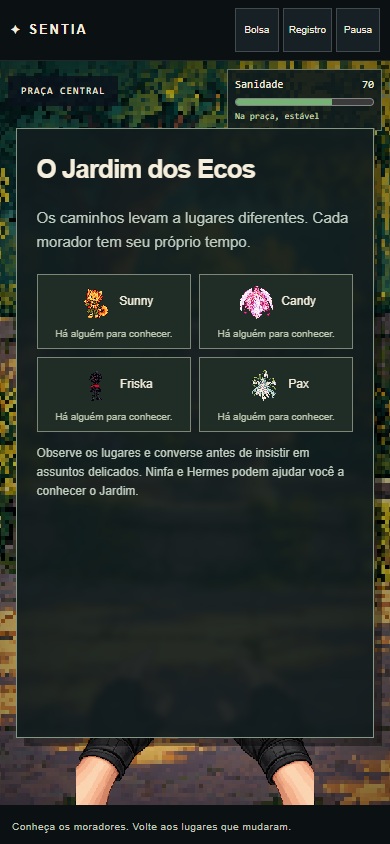 ✦ SENTIA
Bolsa
Registro
Pausa
PRAÇA CENTRAL
Sanidade 70
Na praça, estável
O Jardim dos Ecos
Os caminhos levam a lugares diferentes. Cada
morador tem seu próprio tempo.
Sunny
Há alguém para conhecer.
Candy
Há alguém para conhecer.
Friska
Há alguém para conhecer.
Pax
Há alguém para conhecer.
Observe os lugares e converse antes de insistir em
assuntos delicados. Ninfa e Hermes podem ajudar você a
conhecer o Jardim.
Conheça os moradores. Volte aos lugares que mudaram.